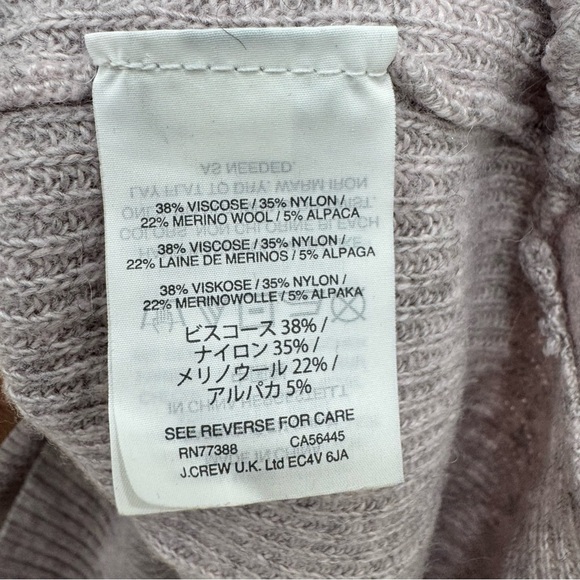 38% VISCOSE / 35% NYLON /
22% MERINO WOOL / 5% ALPACA
38% VISCOSE / 35% NYLON /
22% LAINE DE MERINOS / 5% ALPAGA
38% VISKOSE / 35% NYLON /
22% MERINOWOLLE / 5% ALPAKA
ビスコース 38% /
ナイロン 35% /
メリノウール 22% /
アルパカ 5%
SEE REVERSE FOR CARE
RN77388 CA56445
J.CREW U.K. Ltd EC4V 6JA